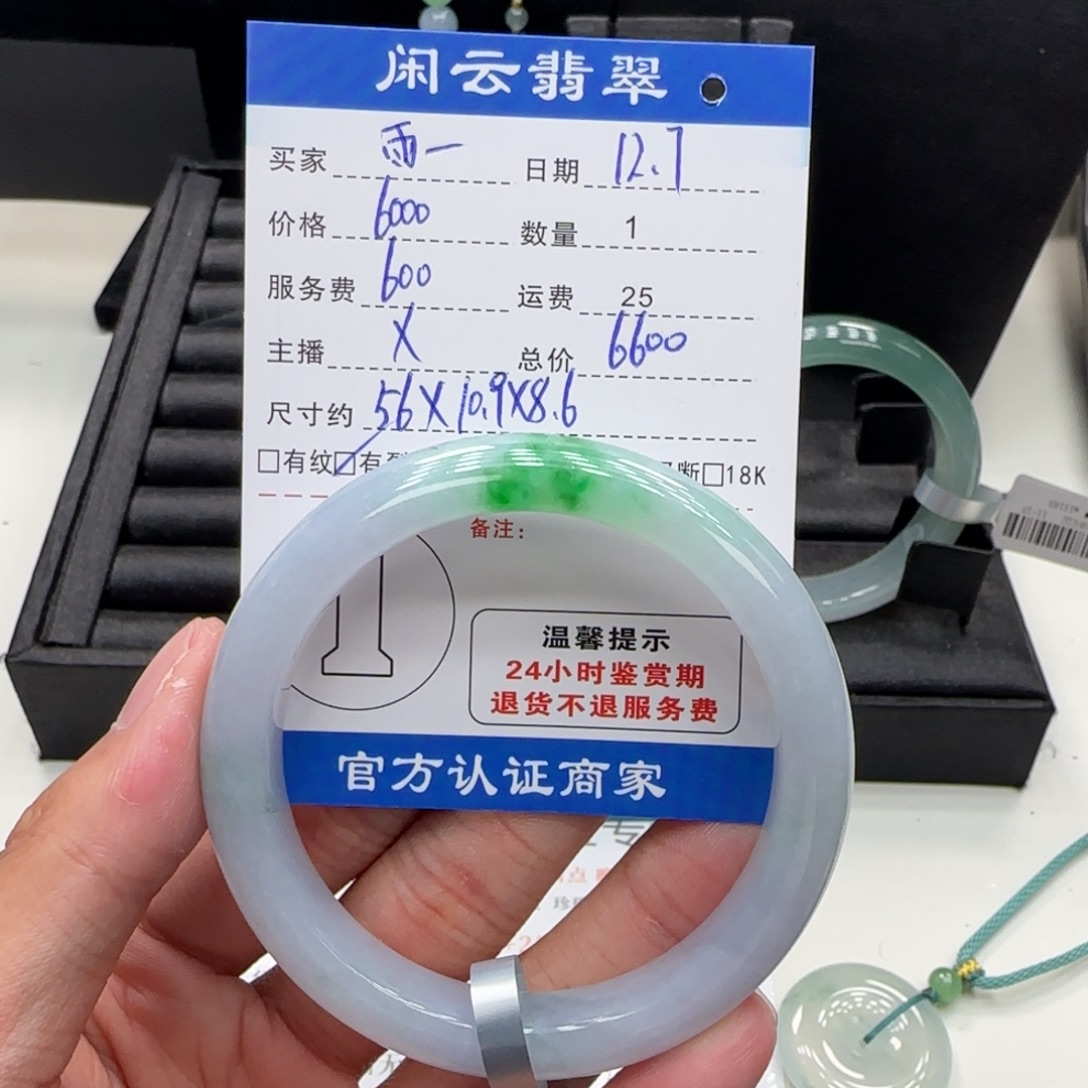 闲云翡翠
买家 雨一 日期 12.7
价格 6000 数量 1
服务费 600 运费 25
主播 X 总价 6600
尺寸约 56X10.9X8.6
□有纹□有 断□18K
备注:
温馨提示
24小时鉴赏期
退货不退服务费
官方认证商家